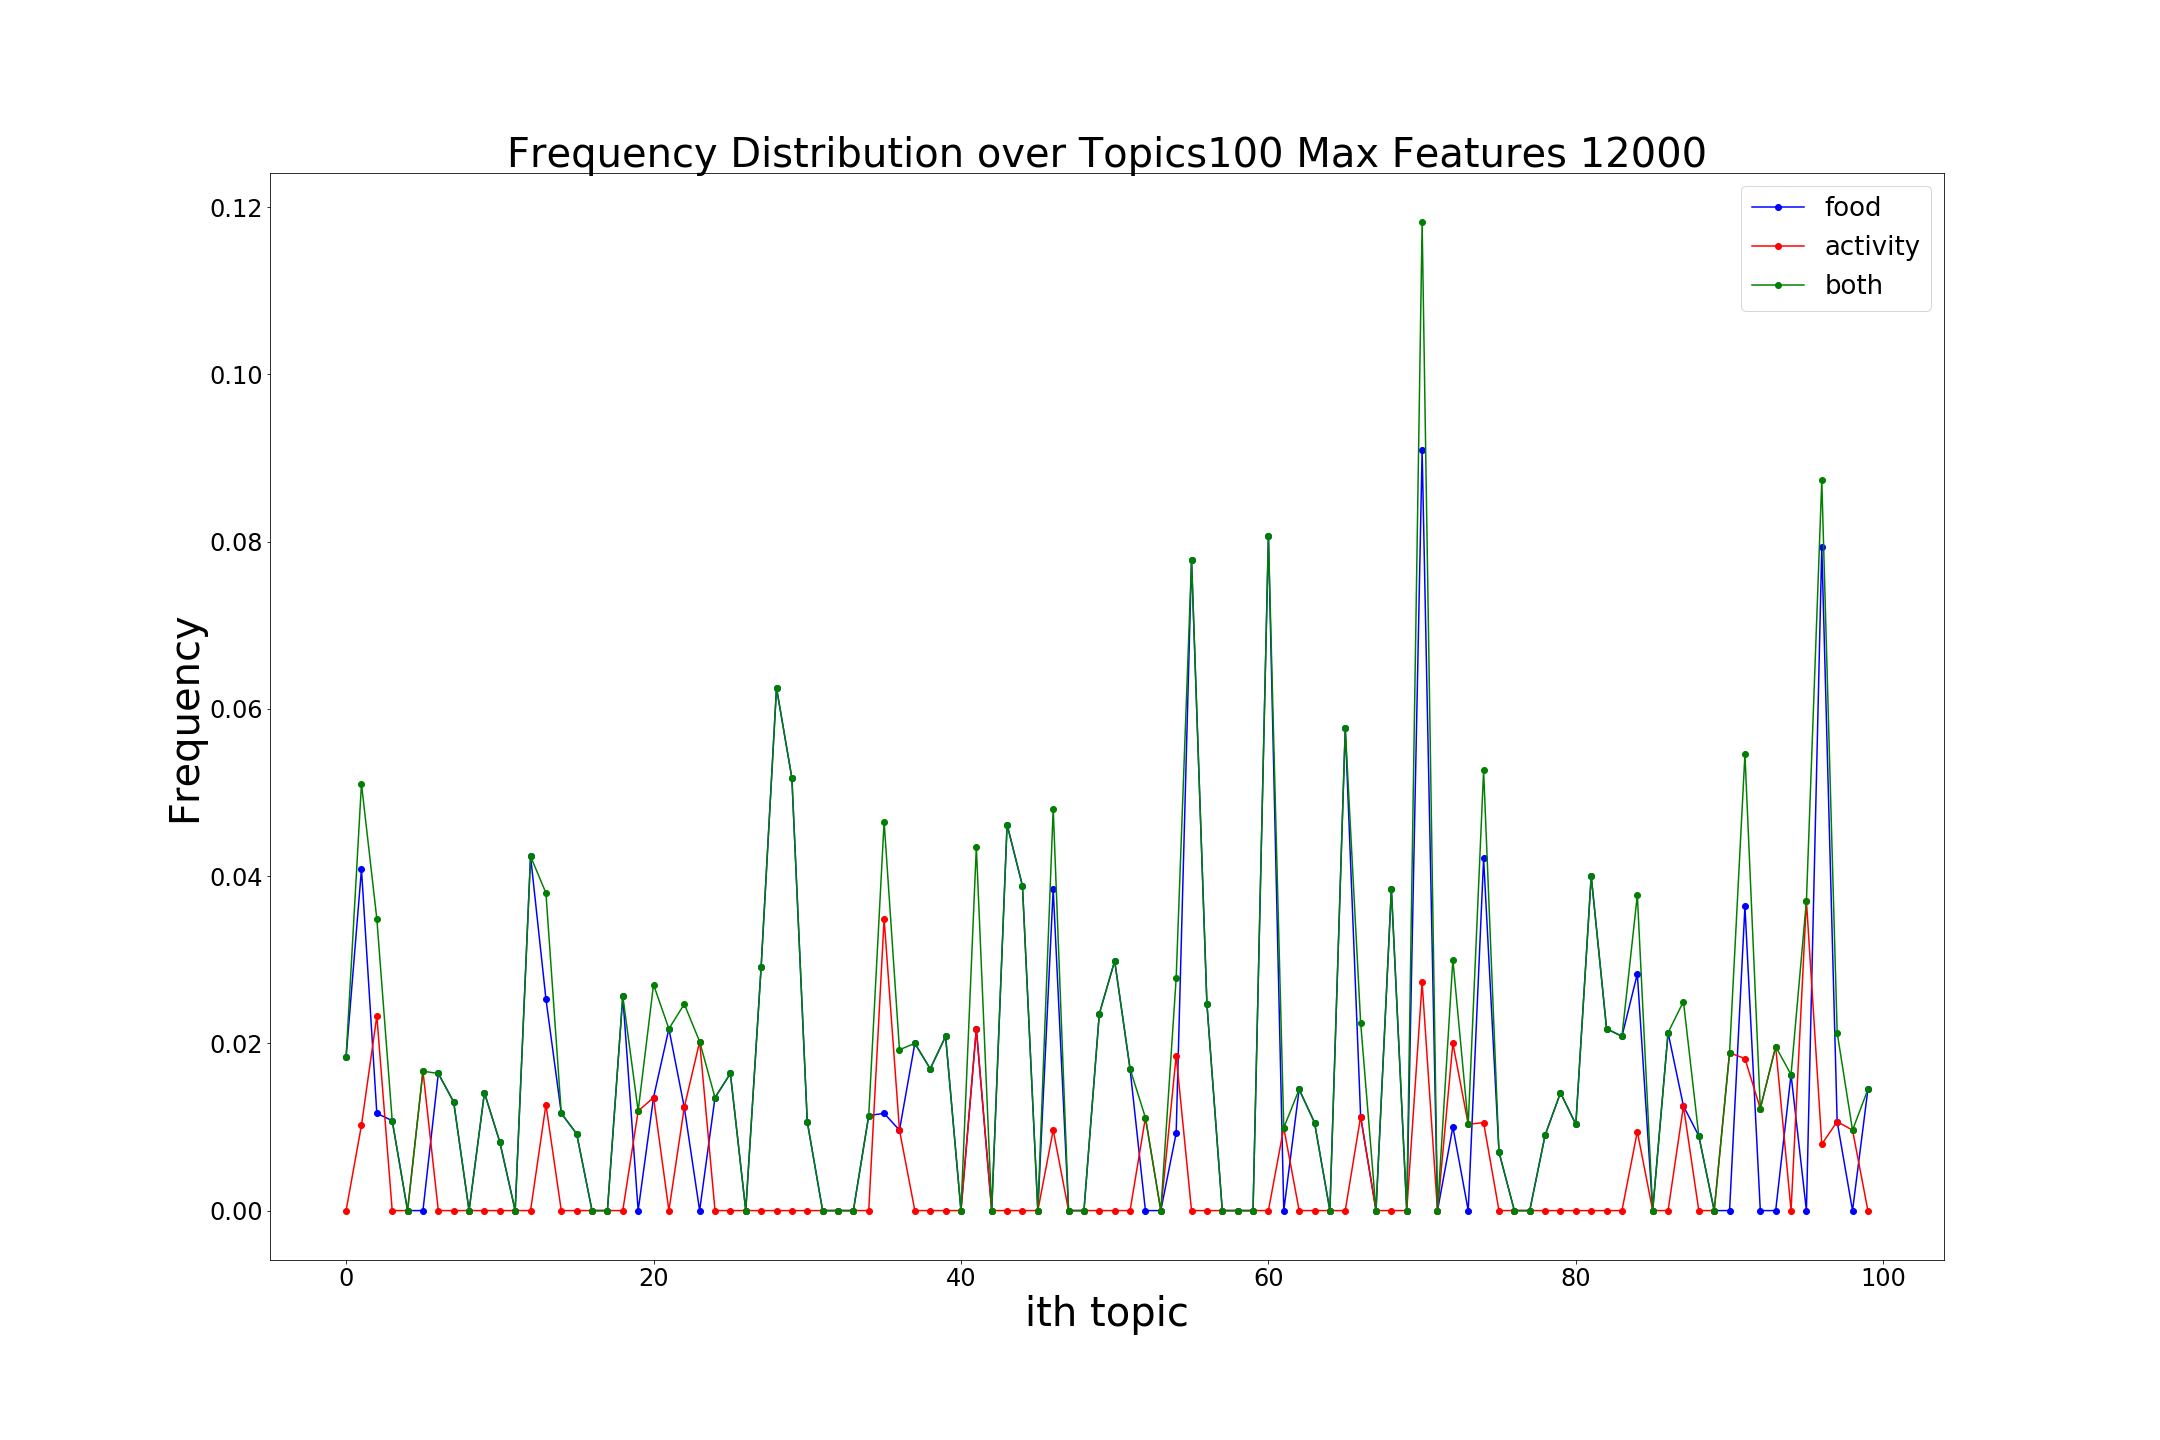 Frequency Distribution over Topics100 Max Features 12000
food
activity
both
0.12
0.10
0.08
0.06
0.04
0.02
0.00
Frequency
0 20 40 60 80 100
ith topic